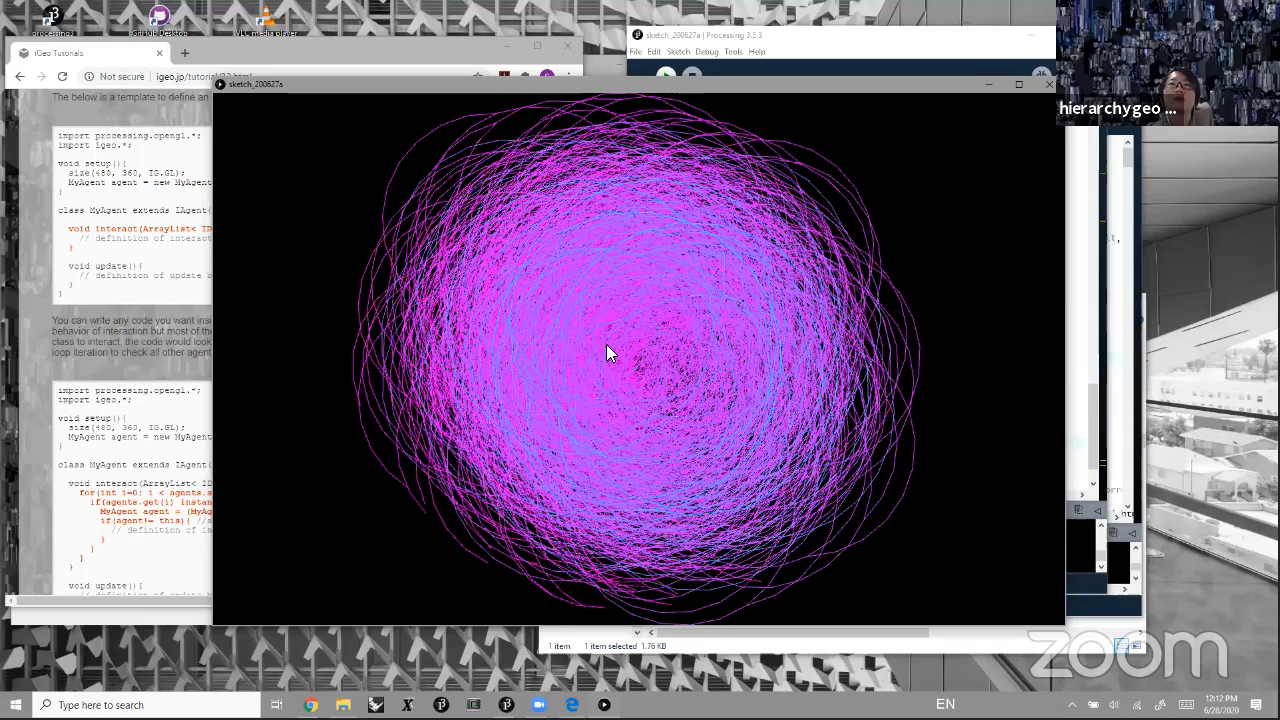 processing3
GitHub Desktop
VLC media player
iGeo Tutorials
Not secure
igeo.jp/tutorial/13.html
sketch_200627a | Processing 3.5.3
File Edit Sketch Debug Tools Help
sketch_200627a
hierarchygeo ...
The below is a template to define an
import processing.opengl.*;
import igeo.*;
void setup(){
size(480, 360, IG.GL);
MyAgent agent = new MyAgent
}
class MyAgent extends IAgent{
void interact(ArrayList< ID
// definition of interact
}
void update(){
// definition of update b
}
}
You can write any code you want insi
behavior of interaction but most of the
class to interact, the code would look
loop iteration to check all other agent
import processing.opengl.*;
import igeo.*;
void setup(){
size(480, 360, IG.GL);
MyAgent agent = new MyAgent
}
class MyAgent extends IAgent{
void interact(ArrayList< ID
for(int i=0; i < agents.s
if(agents.get(i) instan
MyAgent agent = (MyAg
if(agent!= this){ //s
// definition of in
}
}
}
}
void update(){
1 item 1 item selected 1.76 KB
zoom
Type here to search
EN
12:12 PM
6/28/2020